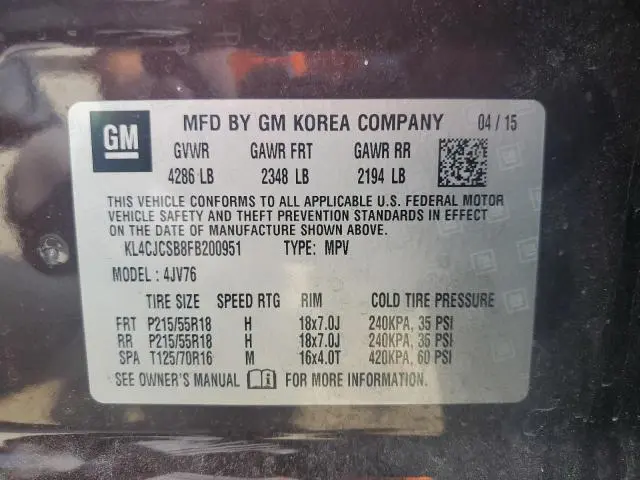 GM MFD BY GM KOREA COMPANY 04 / 15
GVWR GAWR FRT GAWR RR
4286 LB 2348 LB 2194 LB
THIS VEHICLE CONFORMS TO ALL APPLICABLE U.S. FEDERAL MOTOR
VEHICLE SAFETY AND THEFT PREVENTION STANDARDS IN EFFECT
ON THE DATE OF MANUFACTURE SHOWN ABOVE.
KL4CJCSB8FB200951 TYPE: MPV
MODEL : 4JV76
TIRE SIZE SPEED RTG RIM COLD TIRE PRESSURE
FRT P215/55R18 H 18x7.0J 240KPA, 35 PSI
RR P215/55R18 H 18x7.0J 240KPA, 35 PSI
SPA T125/70R16 M 16x4.0T 420KPA, 60 PSI
SEE OWNER'S MANUAL FOR MORE INFORMATION